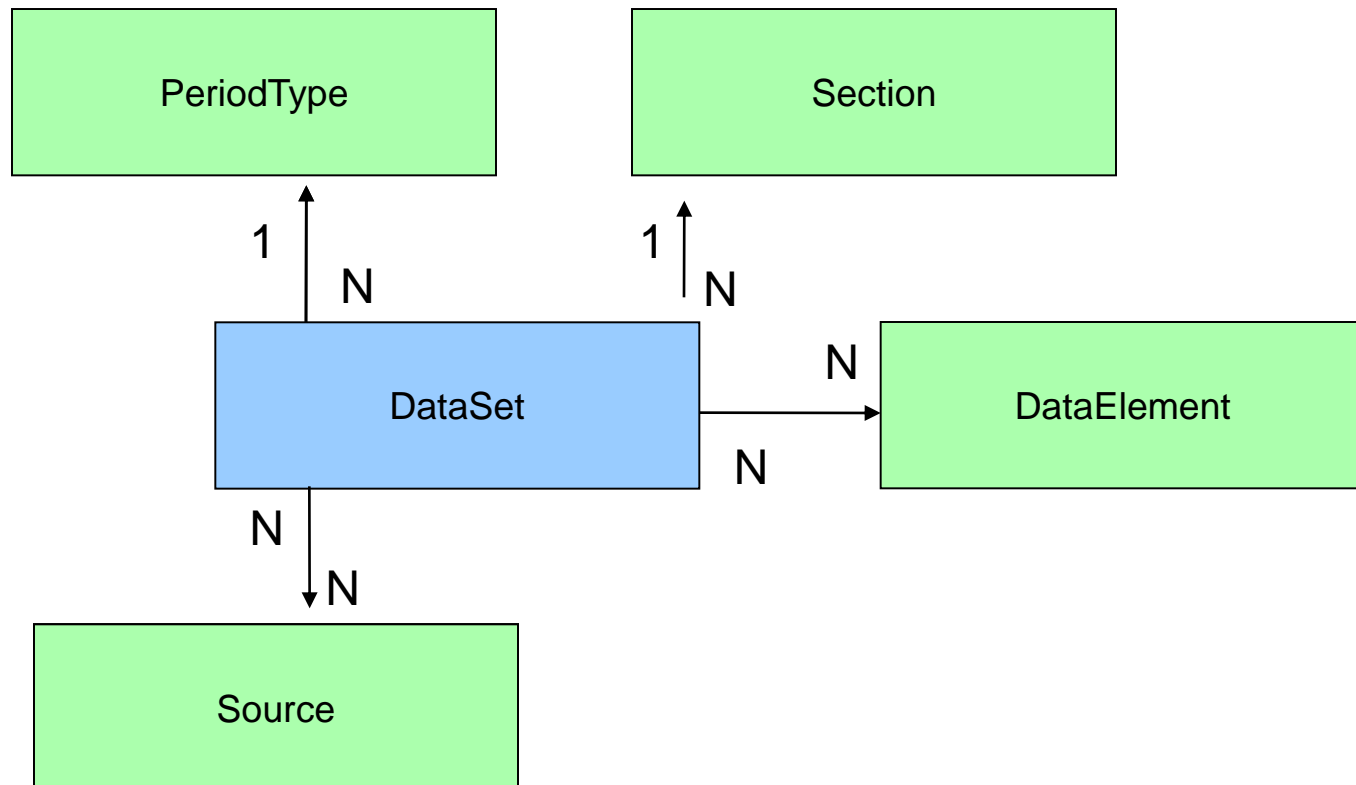 PeriodType
Section
1
1
N
N
N
DataSet
DataElement
N
N
N
Source